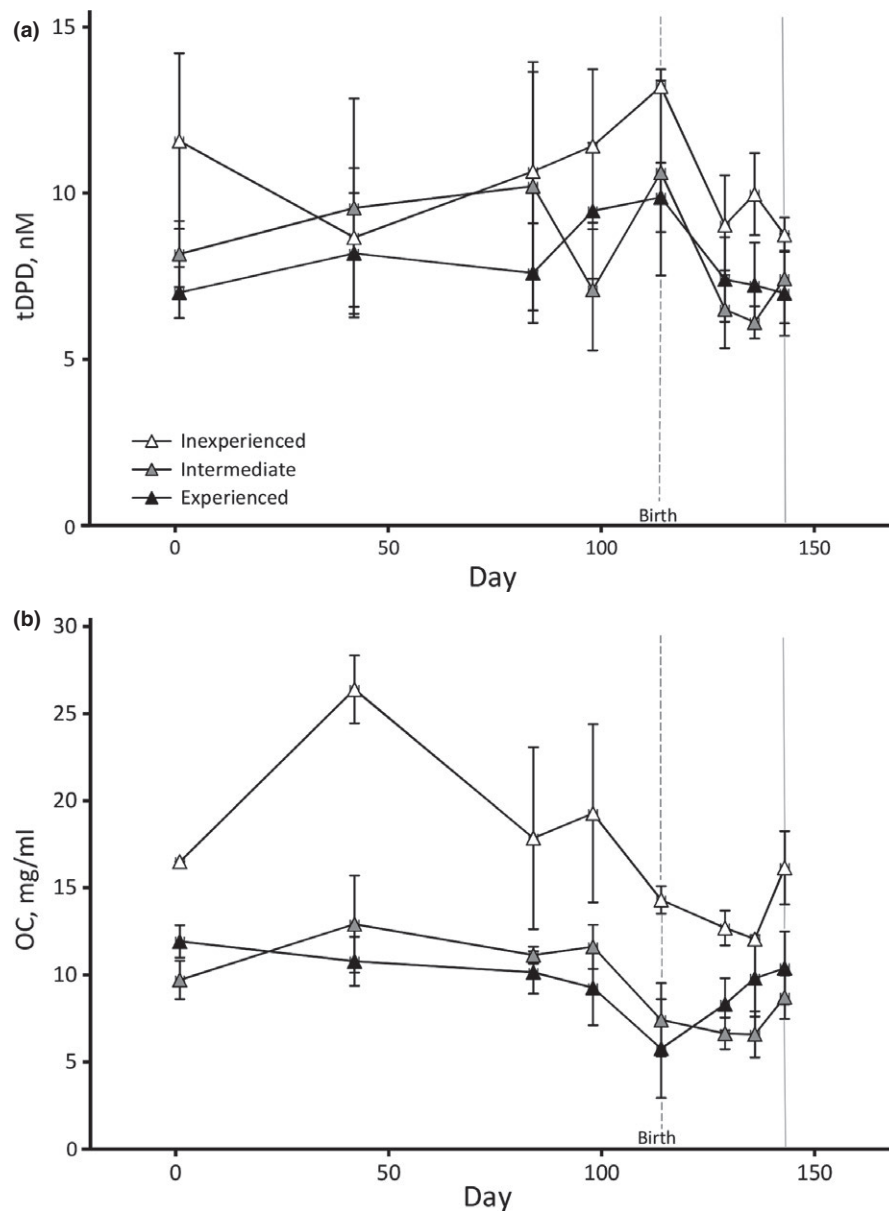 (a)
15
10
5
0
tDPD, nM
Inexperienced
Intermediate
Experienced
Birth
0 50 100 150
Day
(b)
30
25
20
15
10
5
0
OC, mg/ml
Birth
0 50 100 150
Day